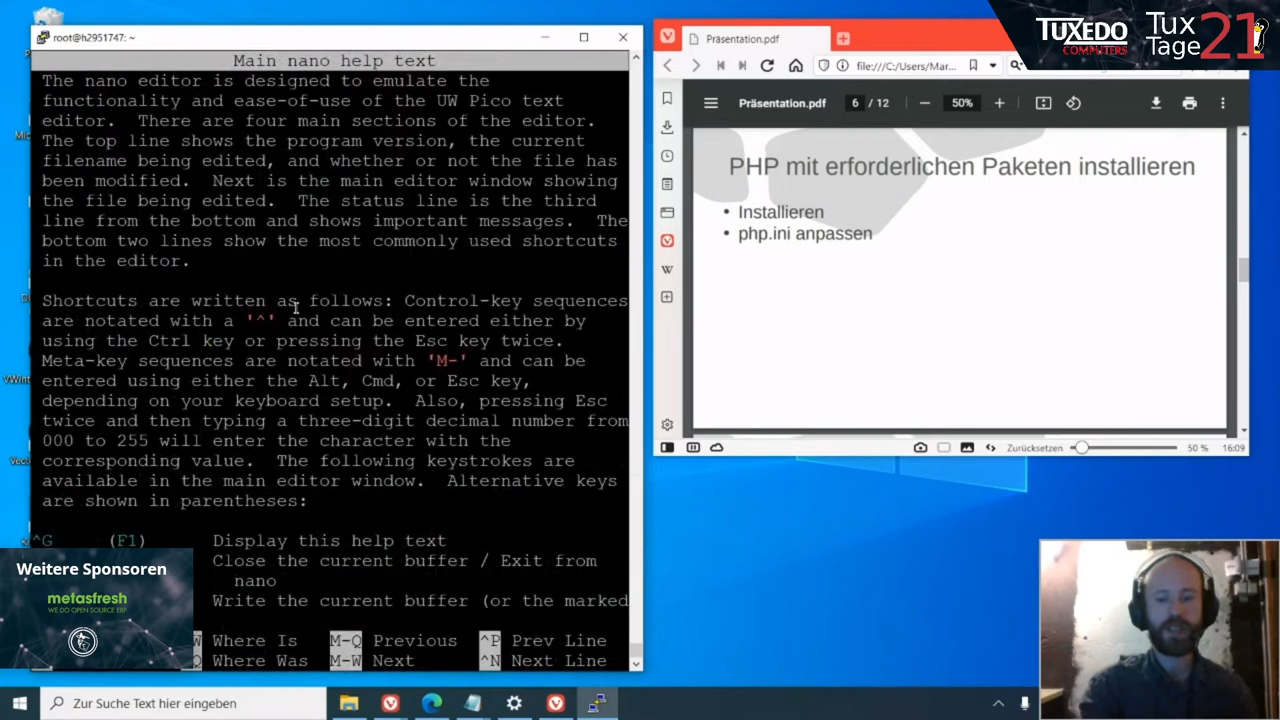 root@h2951747: ~
Main nano help text
The nano editor is designed to emulate the
functionality and ease-of-use of the UW Pico text
editor.  There are four main sections of the editor.
The top line shows the program version, the current
filename being edited, and whether or not the file has
been modified.  Next is the main editor window showing
the file being edited.  The status line is the third
line from the bottom and shows important messages.  The
bottom two lines show the most commonly used shortcuts
in the editor.
Shortcuts are written as follows: Control-key sequences
are notated with a '^' and can be entered either by
using the Ctrl key or pressing the Esc key twice.
Meta-key sequences are notated with 'M-' and can be
entered using either the Alt, Cmd, or Esc key,
depending on your keyboard setup.  Also, pressing Esc
twice and then typing a three-digit decimal number from
000 to 255 will enter the character with the
corresponding value.  The following keystrokes are
available in the main editor window.  Alternative keys
are shown in parentheses:
^G (F1) Display this help text
Close the current buffer / Exit from
nano
Write the current buffer (or the marked
W Where Is M-Q Previous ^P Prev Line
Where Was M-W Next ^N Next Line
Weitere Sponsoren
metasfresh
WE DO OPEN SOURCE ERP
Präsentation.pdf
file:///C:/Users/Mar...
Präsentation.pdf 6 / 12 50%
PHP mit erforderlichen Paketen installieren
• Installieren
• php.ini anpassen
Zurücksetzen 50 % 16:09
TUXEDO
COMPUTERS
Tux
Tage
21
Zur Suche Text hier eingeben